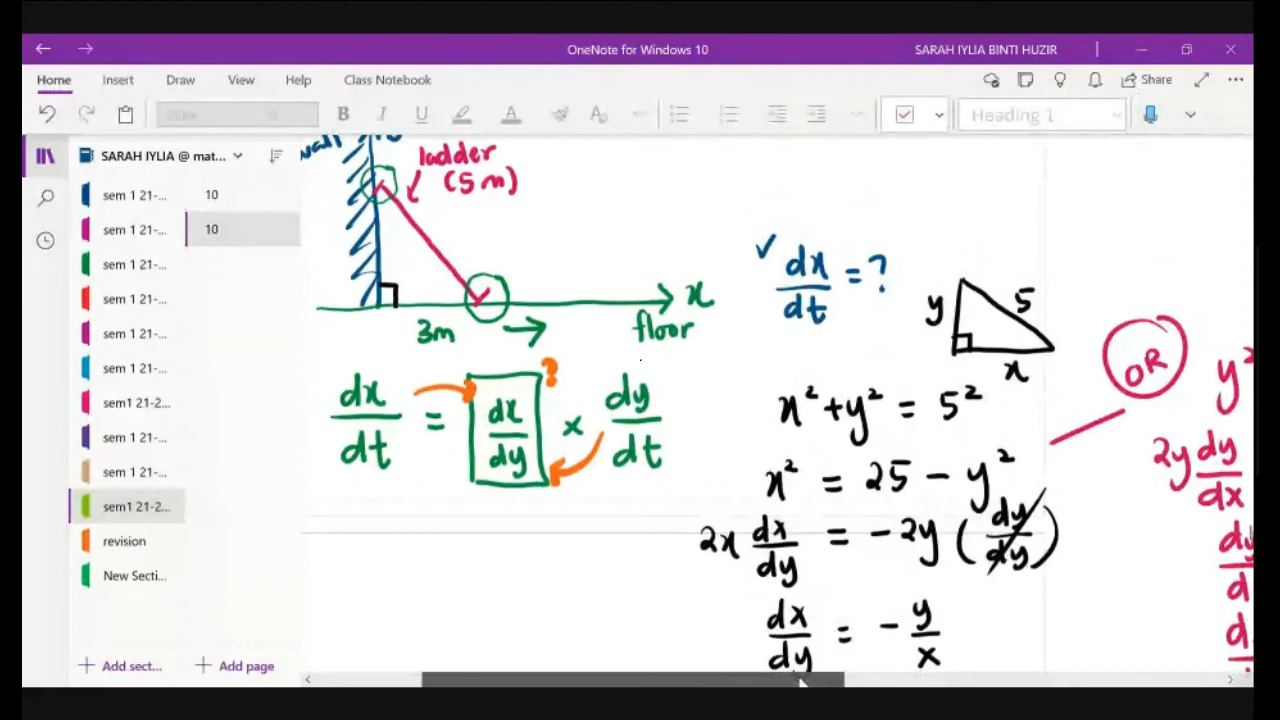 OneNote for Windows 10
SARAH IYLIA BINTI HUZIR
Home Insert Draw View Help Class Notebook
Share
B I U A
Heading 1
SARAH IYLIA @ mat...
sem 1 21-...
sem 1 21-...
sem 1 21-...
sem 1 21-...
sem 1 21-...
sem 1 21-...
sem1 21-2...
sem 1 21-...
sem 1 21-...
sem1 21-2...
revision
New Secti...
+ Add sect...
10
10
+ Add page
wall
ladder
(5m)
3m
x
floor
dx/dt = dx/dy × dy/dt
?
✓ dx/dt = ?
y 5
x
x² + y² = 5²
x² = 25 - y²
2x dx/dy = -2y (dy/dy)
dx/dy = - y/x
OR
y²
2y dy/dx